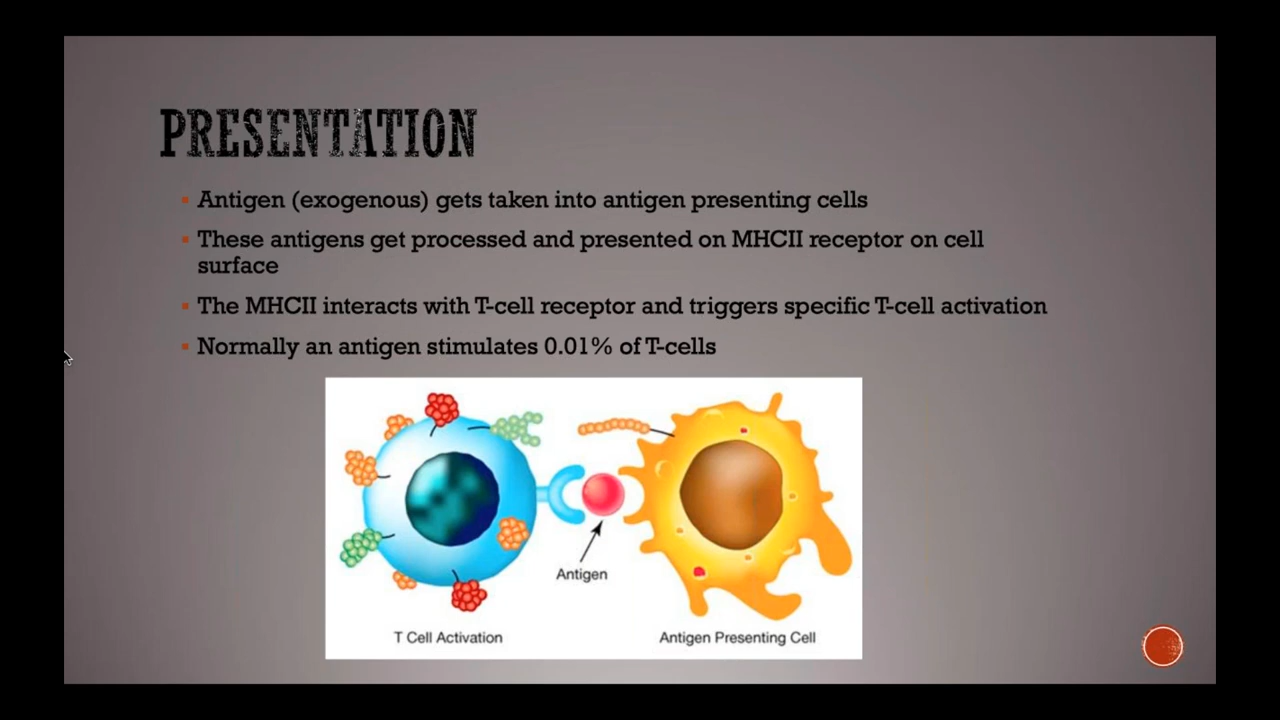 PRESENTATION
Antigen (exogenous) gets taken into antigen presenting cells
These antigens get processed and presented on MHCII receptor on cell
surface
The MHCII interacts with T-cell receptor and triggers specific T-cell activation
Normally an antigen stimulates 0.01% of T-cells
Antigen
T Cell Activation
Antigen Presenting Cell